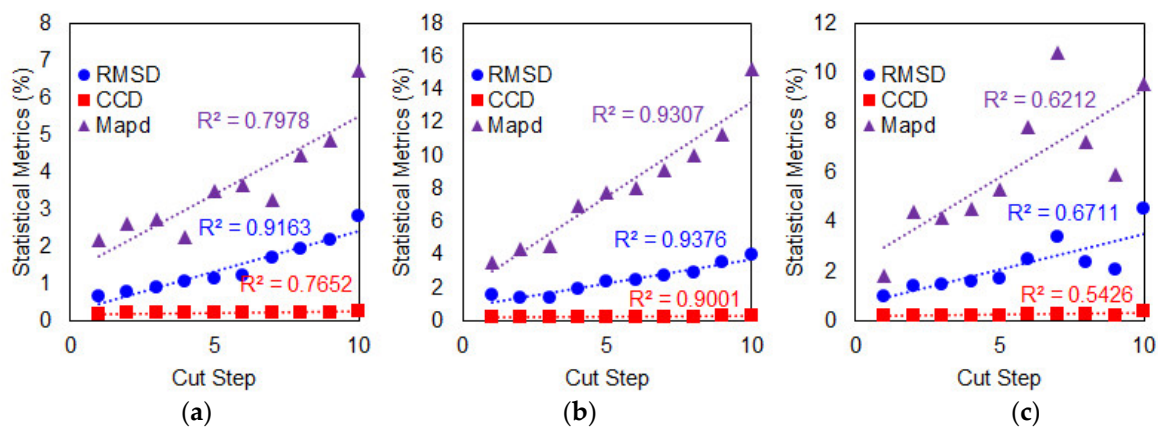 Statistical Metrics (%)
8
7
6
5
4
3
2
1
0
RMSD
CCD
Mapd
R² = 0.7978
R² = 0.9163
R² = 0.7652
0 5 10
Cut Step
(a)
Statistical Metrics (%)
18
16
14
12
10
8
6
4
2
0
RMSD
CCD
Mapd
R² = 0.9307
R² = 0.9376
R² = 0.9001
0 5 10
Cut Step
(b)
Statistical Metrics (%)
12
10
8
6
4
2
0
RMSD
CCD
Mapd
R² = 0.6212
R² = 0.6711
R² = 0.5426
0 5 10
Cut Step
(c)